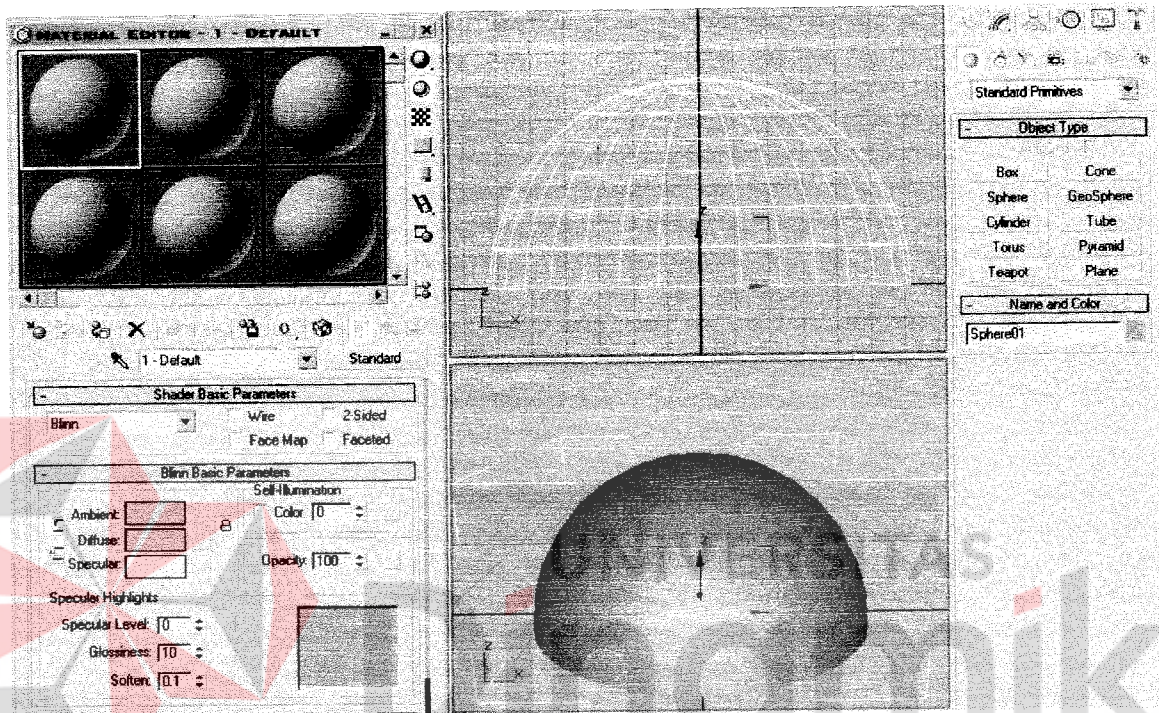 MATERIAL EDITOR - 1 - DEFAULT
1 - Default
Standard
Shader Basic Parameters
Blinn
Wire
2-Sided
Face Map
Faceted
Blinn Basic Parameters
Self-Illumination
Ambient:
Color
0
Diffuse:
Specular:
Opacity: 100
Specular Highlights
Specular Level: 0
Glossiness: 10
Soften: 0.1
z
x
z
x
Standard Primitives
Object Type
Box
Cone
Sphere
GeoSphere
Cylinder
Tube
Torus
Pyramid
Teapot
Plane
Name and Color
Sphere01
UNIVERSITAS
Dinamik